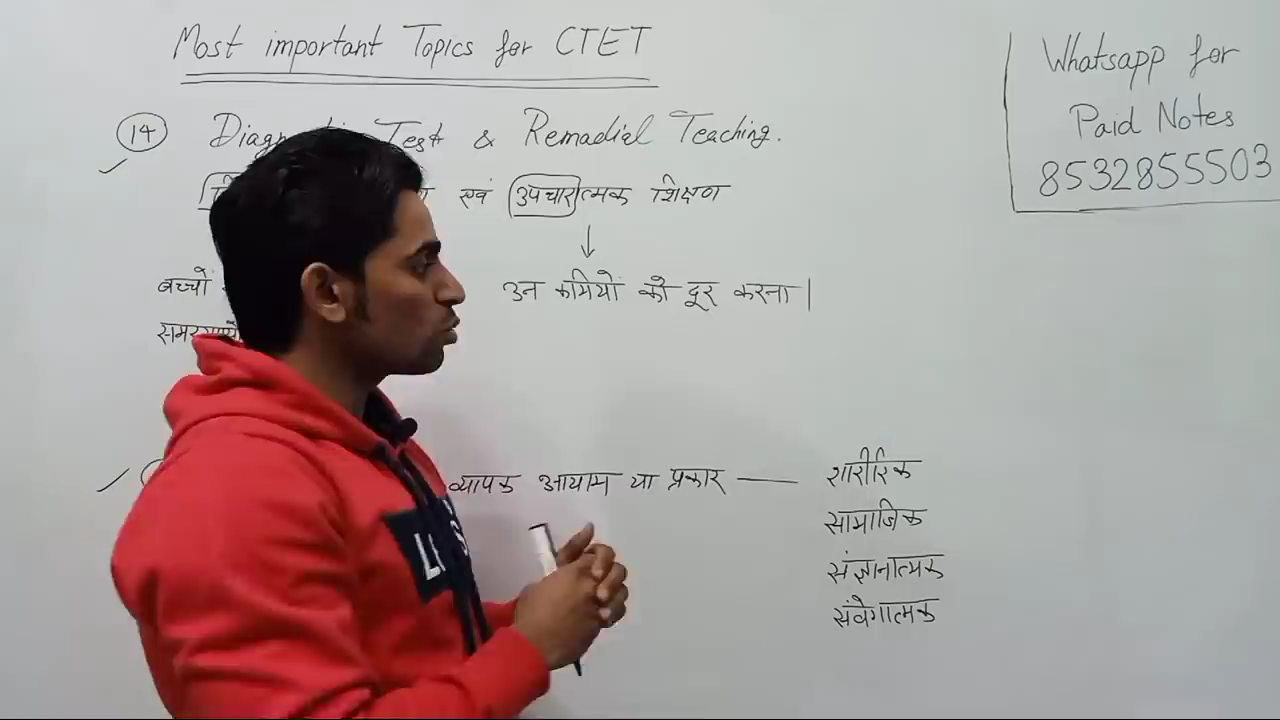 Most important Topics for CTET
Whatsapp for
Paid Notes
8532855503
14 Test & Remadial Teaching.
एवं उपचारात्मक शिक्षण
बच्चों
उन कमियों को दूर करना |
व्यापक आयाम या प्रकार — शारीरिक
सामाजिक
संज्ञानात्मक
संवेगात्मक